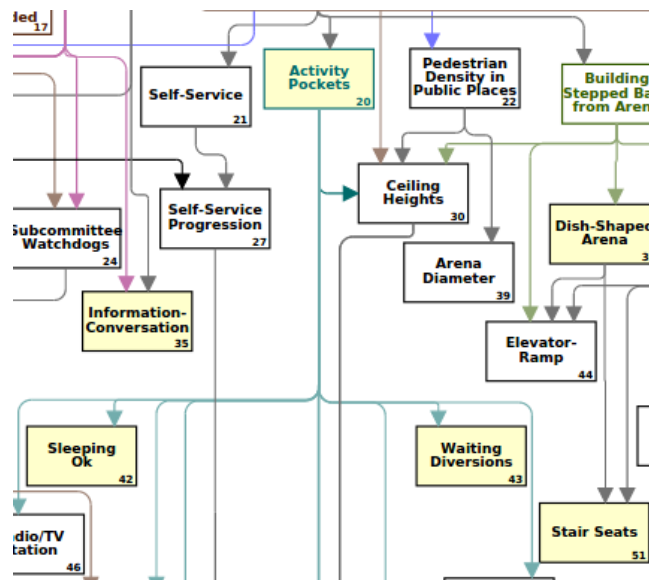 ded
17
Self-Service
21
Activity
Pockets
20
Pedestrian
Density in
Public Places
22
Building
Stepped Ba
from Aren
Subcommittee
Watchdogs
24
Self-Service
Progression
27
Ceiling
Heights
30
Dish-Shaped
Arena
3
Arena
Diameter
39
Information-
Conversation
35
Elevator-
Ramp
44
Sleeping
Ok
42
Waiting
Diversions
43
dio/TV
tation
46
Stair Seats
51